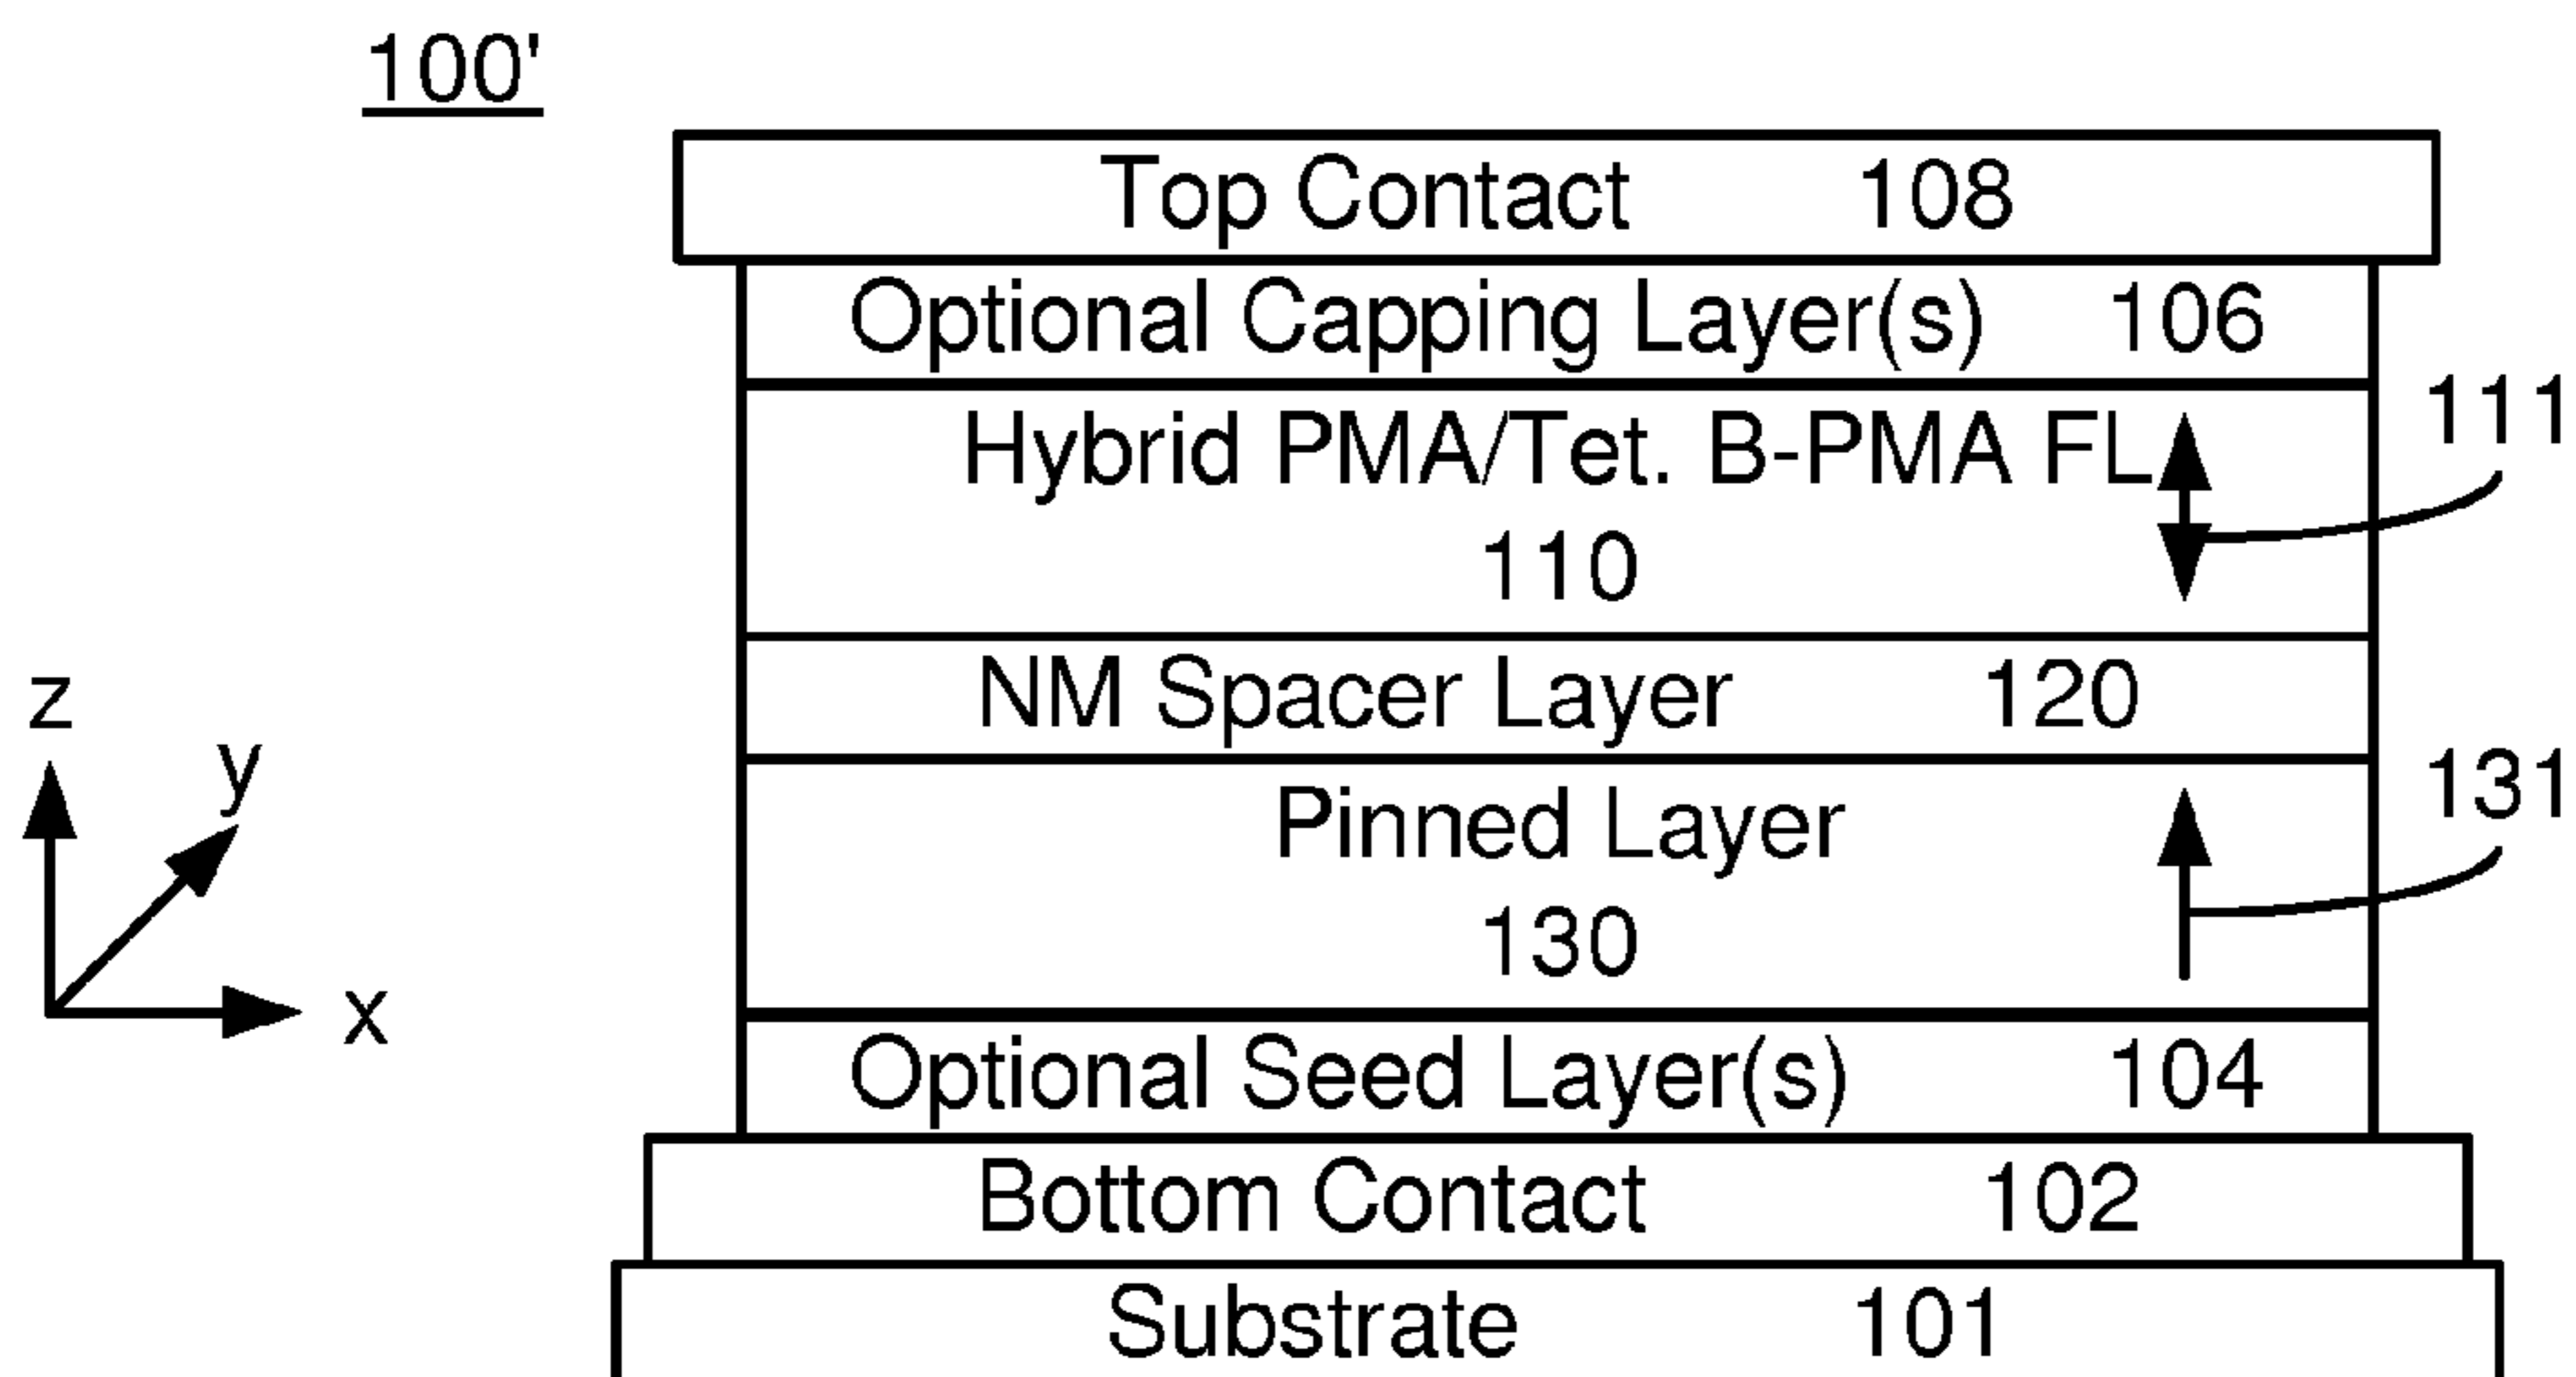 100'
Top Contact 108
Optional Capping Layer(s) 106
111
Hybrid PMA/Tet. B-PMA FL
110
NM Spacer Layer 120
z
y
x
131
Pinned Layer
130
Optional Seed Layer(s) 104
Bottom Contact 102
Substrate 101